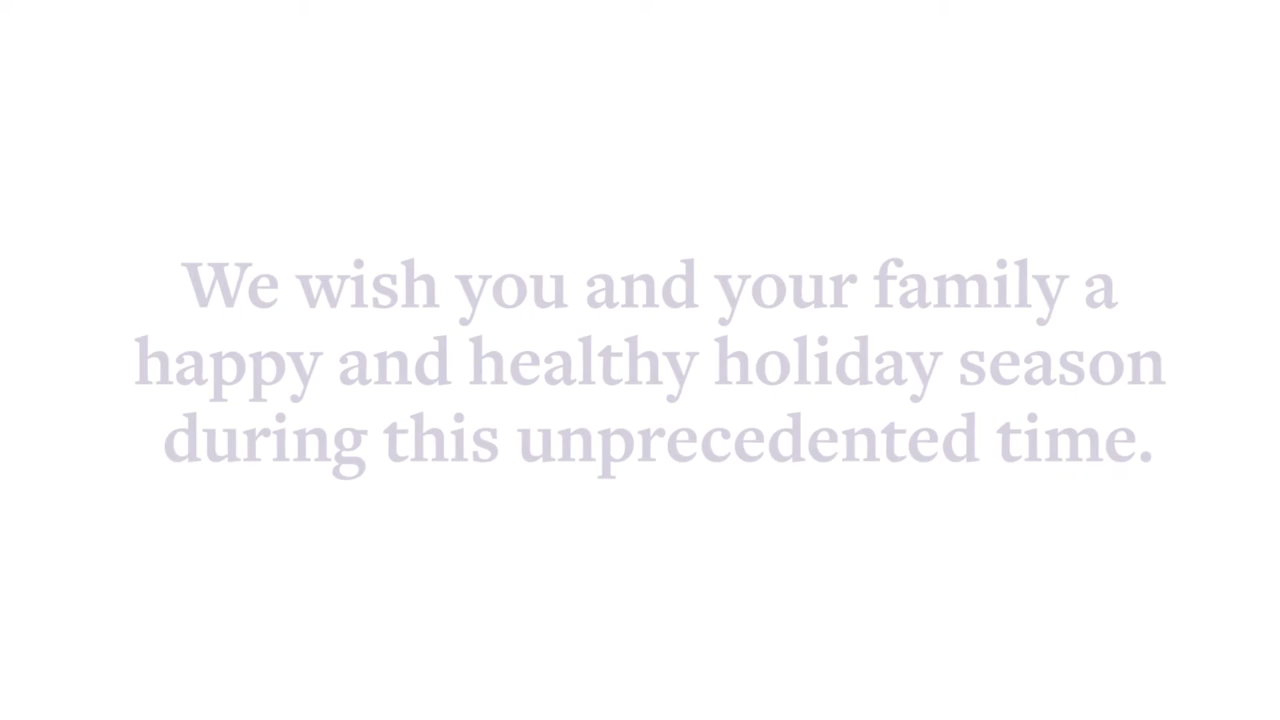 We wish you and your family a
happy and healthy holiday season
during this unprecedented time.